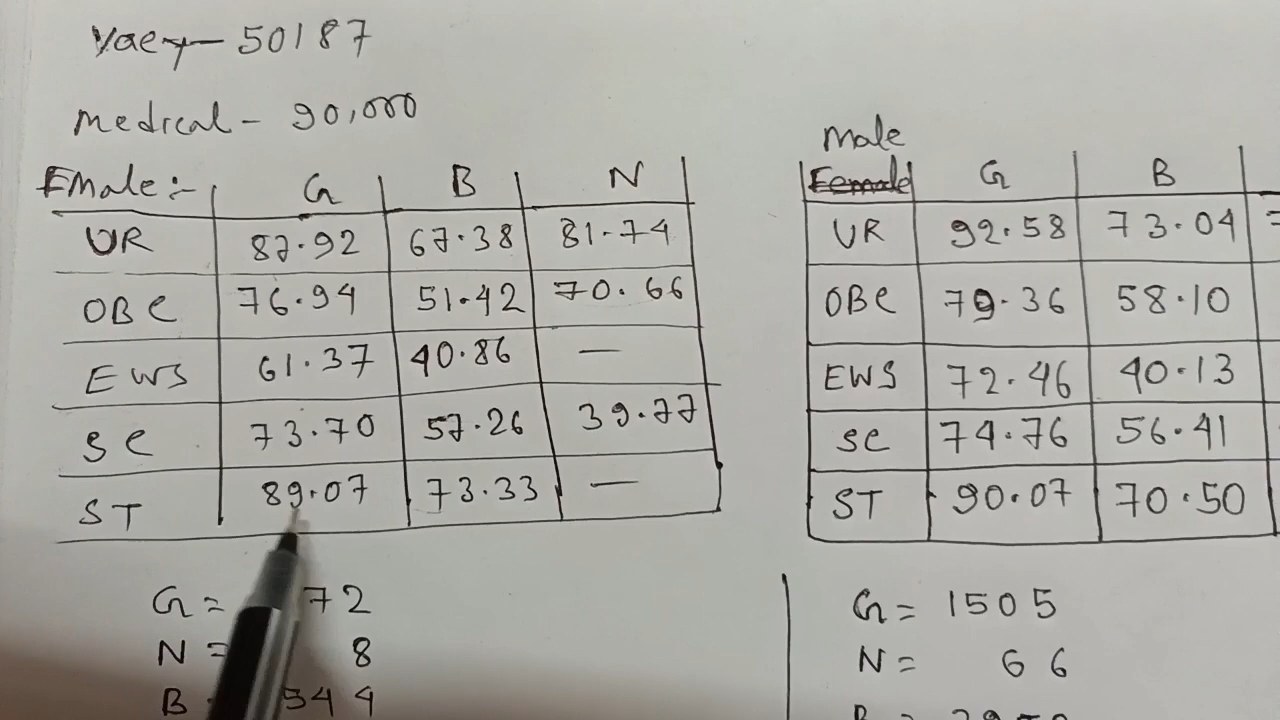 50187
Medical - 90,000
FMale:-
G B N
UR 87.92 67.38 81.74
OBC 76.94 51.42 70.66
EWS 61.37 40.86 —
SC 73.70 57.26 39.77
ST 89.07 73.33 —
G = 72
N = 8
B 544
Male
Female G B
UR 92.58 73.04
OBC 79.36 58.10
EWS 72.46 40.13
SC 74.76 56.41
ST 90.07 70.50
G = 1505
N = 66